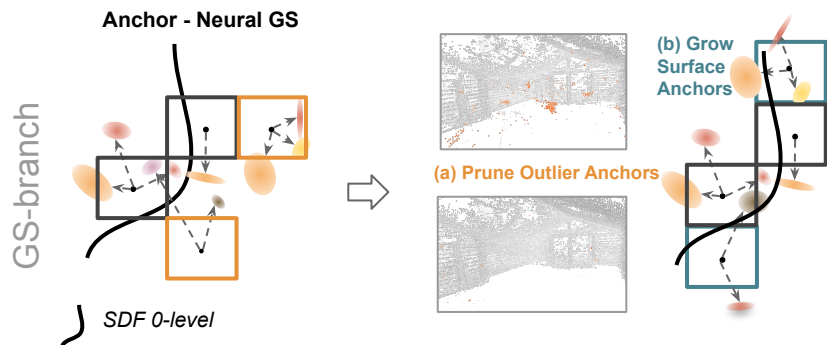 Anchor - Neural GS
GS-branch
SDF 0-level
(a) Prune Outlier Anchors
(b) Grow
Surface
Anchors